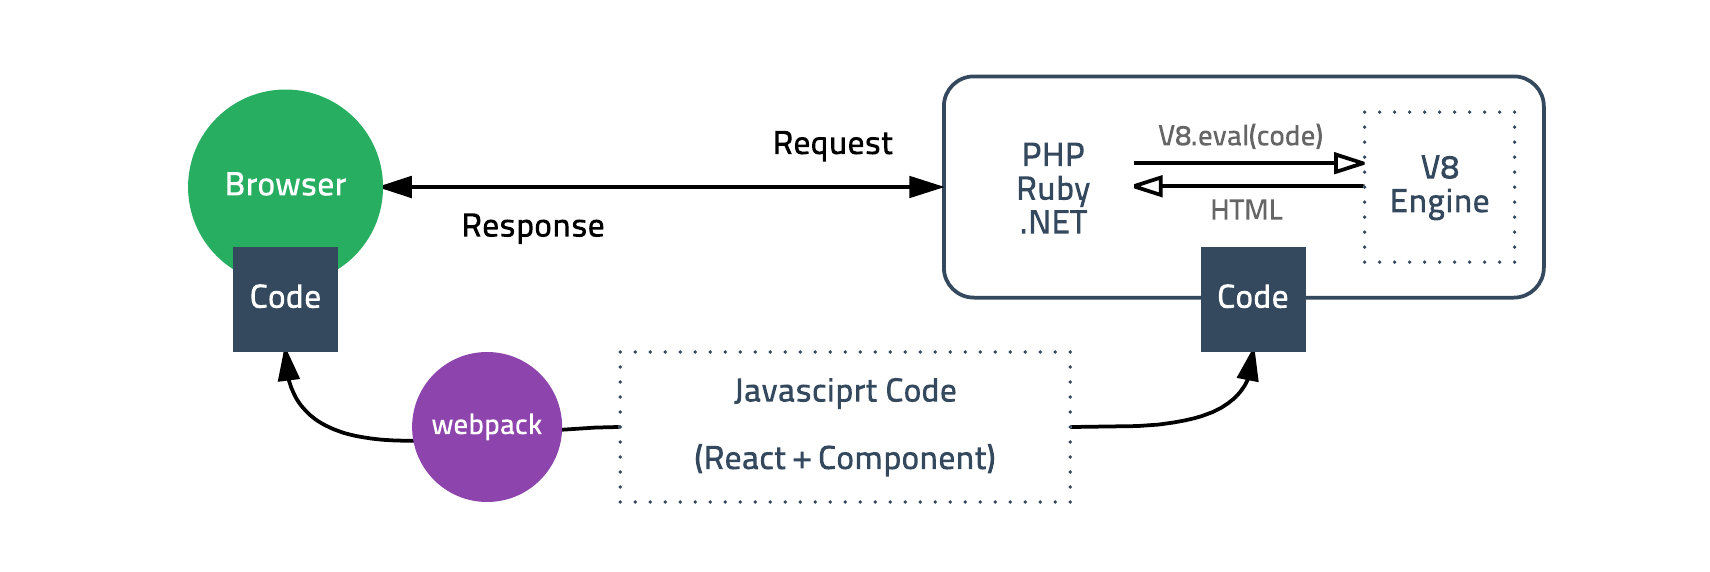 Browser
Code
Request
Response
PHP
Ruby
.NET
V8.eval(code)
HTML
V8
Engine
Code
webpack
Javasciprt Code
(React + Component)